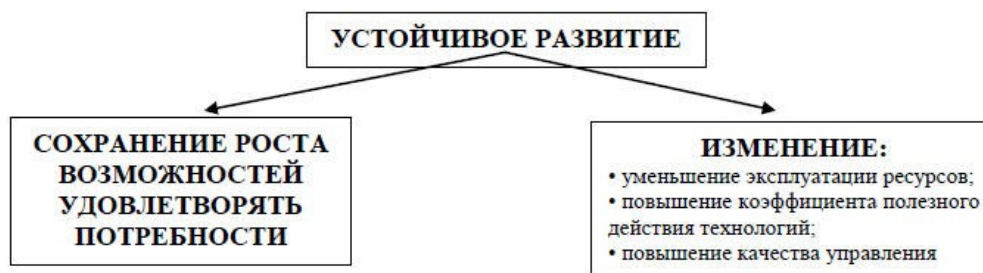 УСТОЙЧИВОЕ РАЗВИТИЕ
СОХРАНЕНИЕ РОСТА
ВОЗМОЖНОСТЕЙ
УДОВЛЕТВОРЯТЬ
ПОТРЕБНОСТИ
ИЗМЕНЕНИЕ:
• уменьшение эксплуатации ресурсов;
• повышение коэффициента полезного
действия технологий;
• повышение качества управления